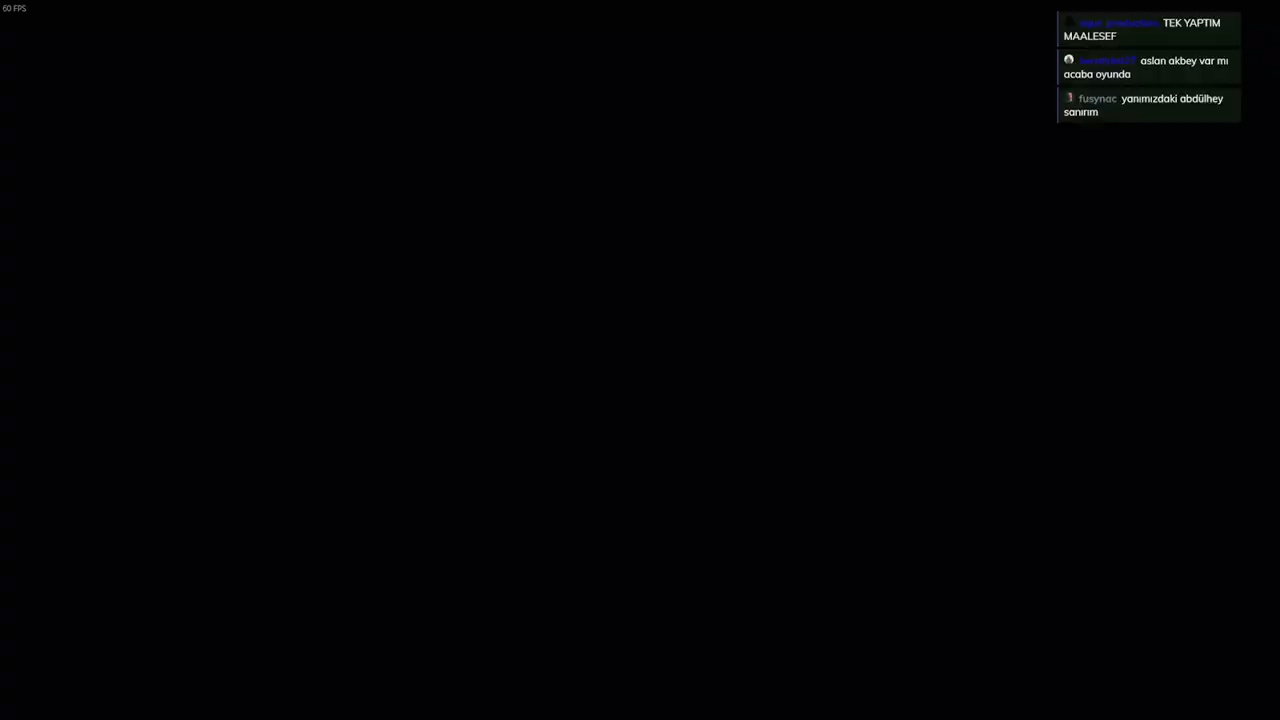 60 FPS
TEK YAPTIM
MAALESEF
aslan akbey var mı
acaba oyunda
fusynac yanımızdaki abdülhey
sanırım